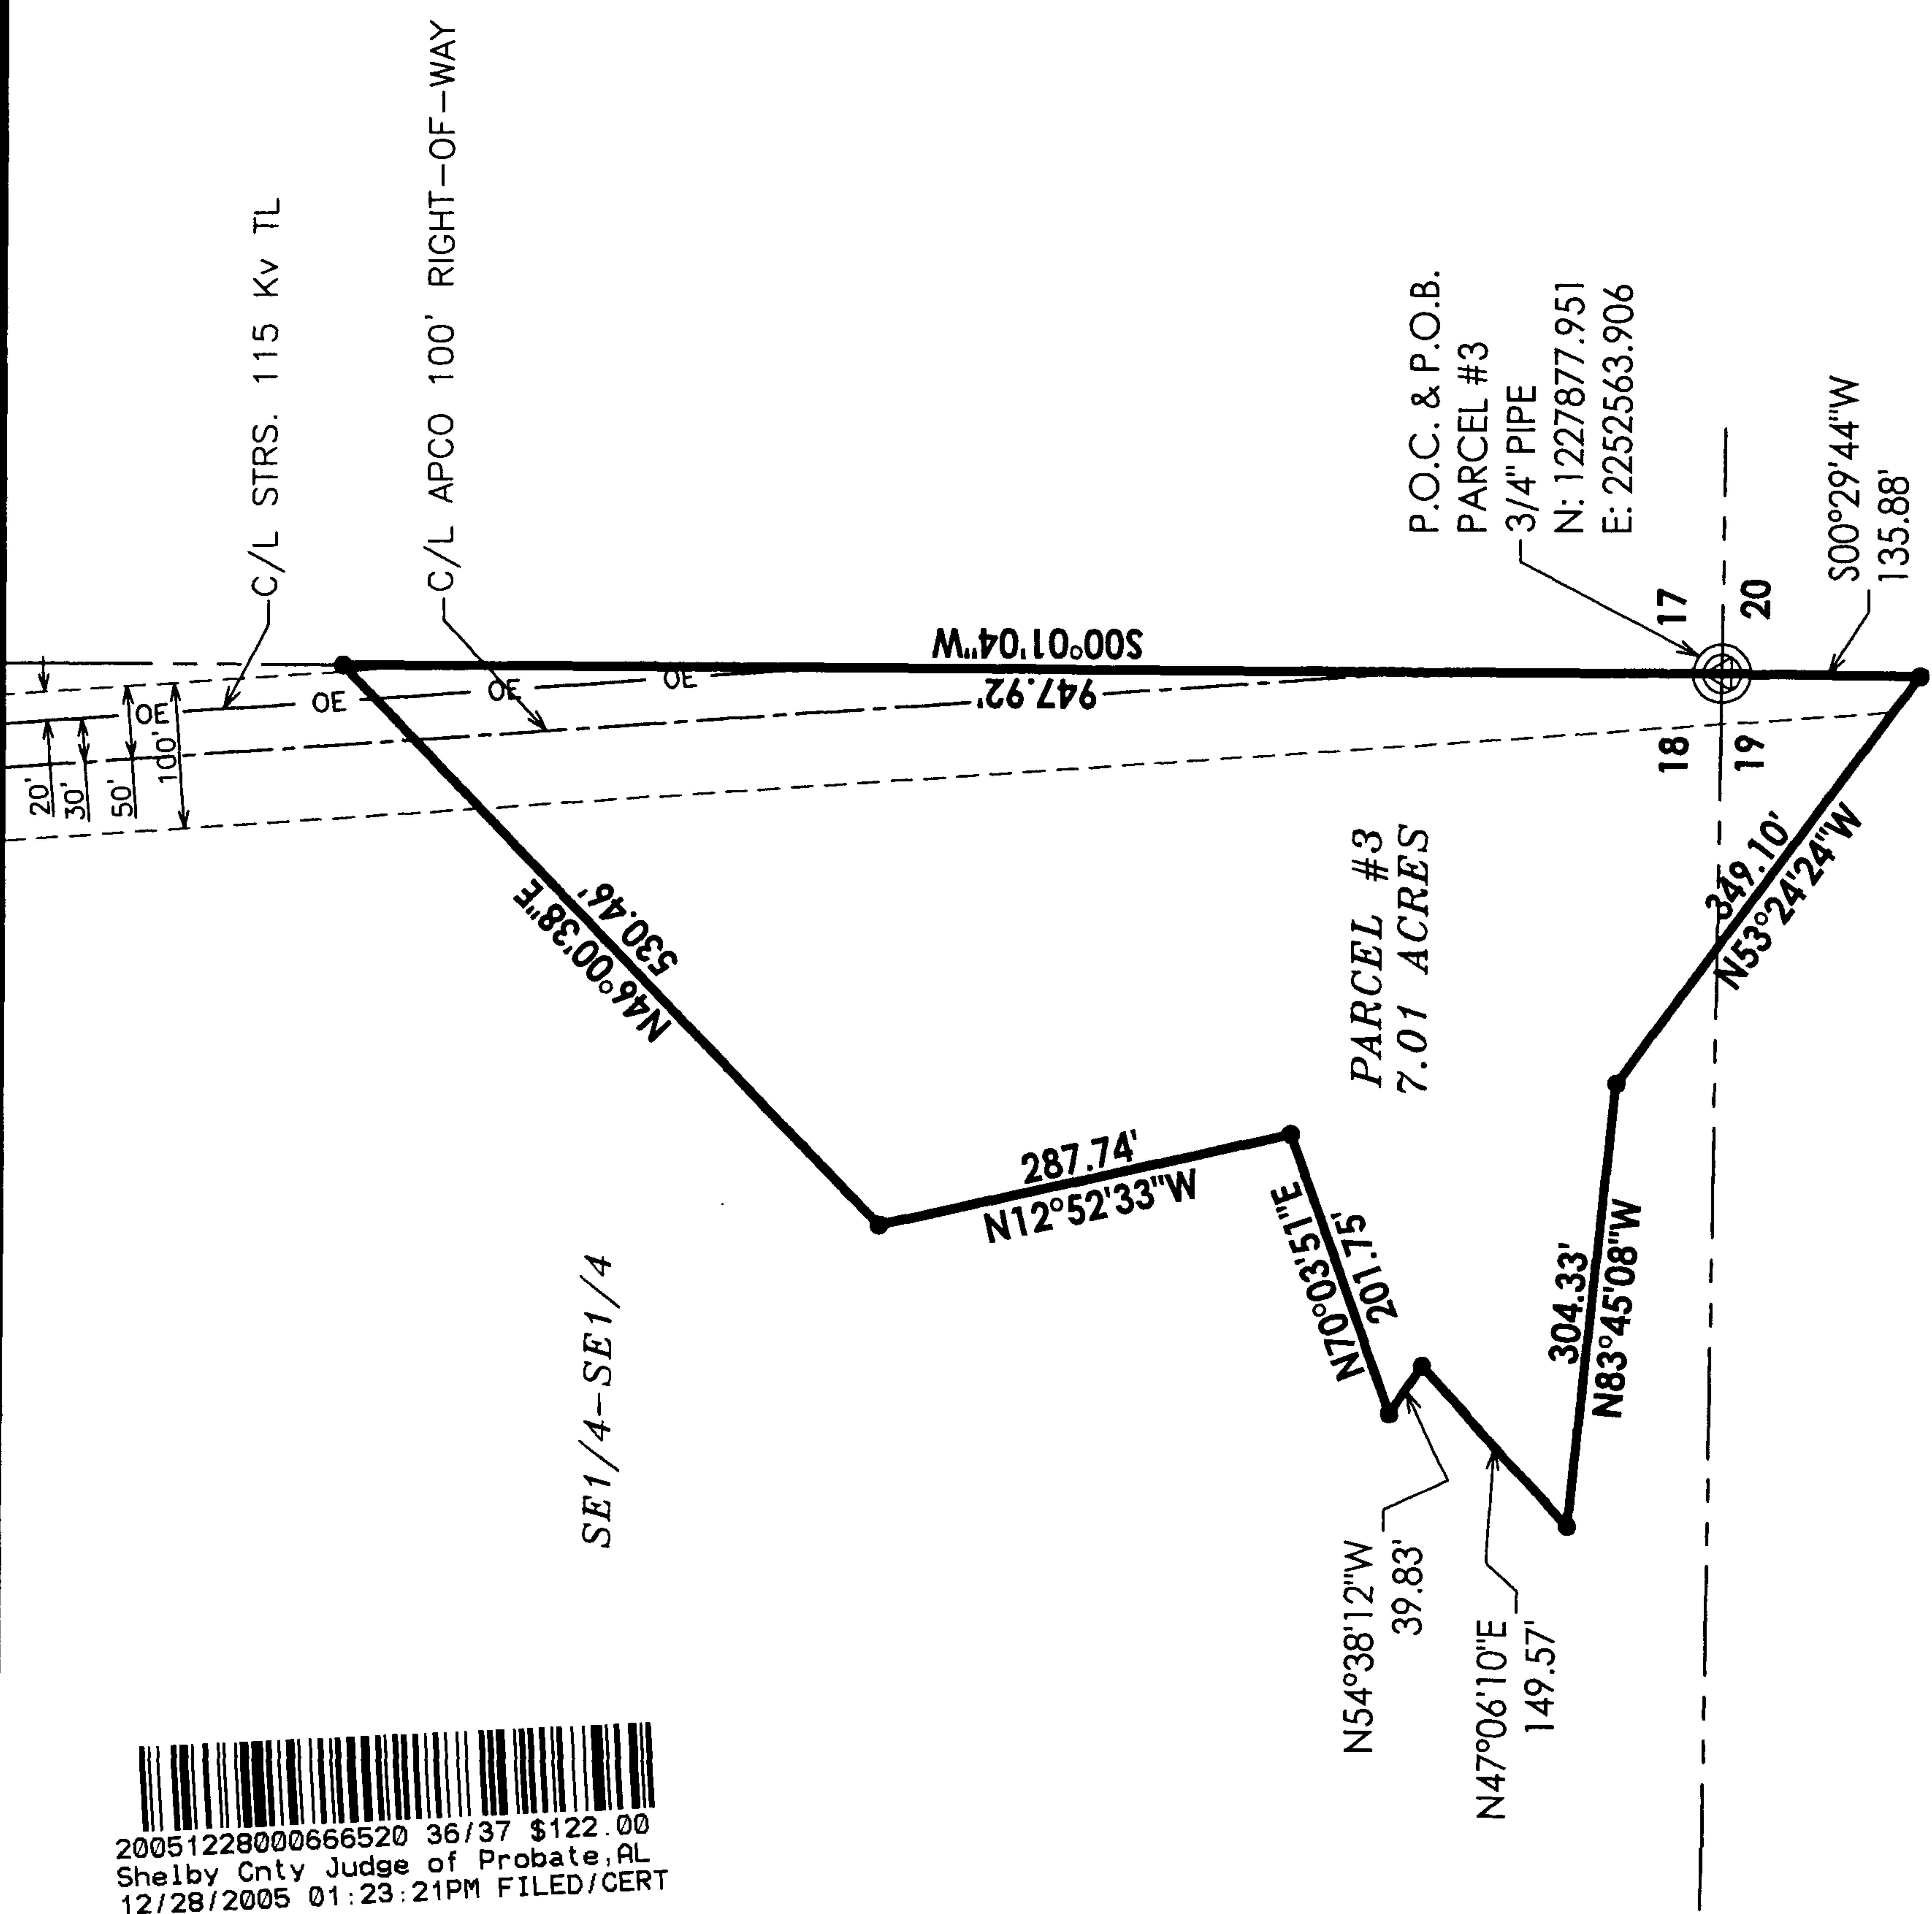 20'
30'
50'
100'
OE
OE
OE
OE
C/L STRS. 115 Kv TL
C/L APCO 100' RIGHT-OF-WAY
N46°00'38"E
530.46'
S00°01'04"W
947.92'
287.74'
N12°52'33"W
SE1/4-SE1/4
N70°03'51"E
201.75'
PARCEL #3
7.01 ACRES
P.O.C. & P.O.B.
PARCEL #3
3/4" PIPE
N: 1227877.951
E: 2252563.906
18
17
19
20
S00°29'44"W
135.88'
349.10'
N53°24'24"W
304.33'
N83°45'08"W
N54°38'12"W
39.83'
N47°06'10"E
149.57'
20051228000666520 36/37 $122.00
Shelby Cnty Judge of Probate,AL
12/28/2005 01:23:21PM FILED/CERT